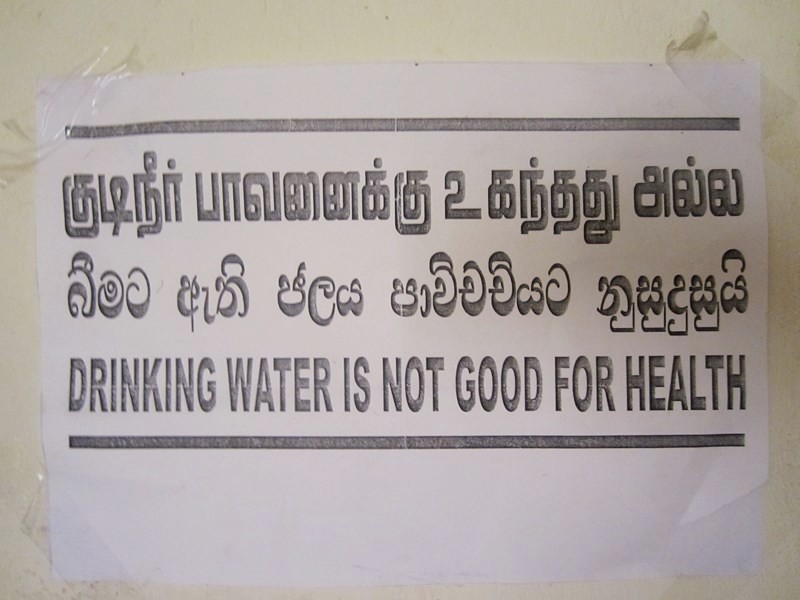 குடிநீர் பாவனைக்கு உகந்தது அல்ல
බීමට ඇති ජලය පාවිච්චියට නුසුදුසුයි
DRINKING WATER IS NOT GOOD FOR HEALTH